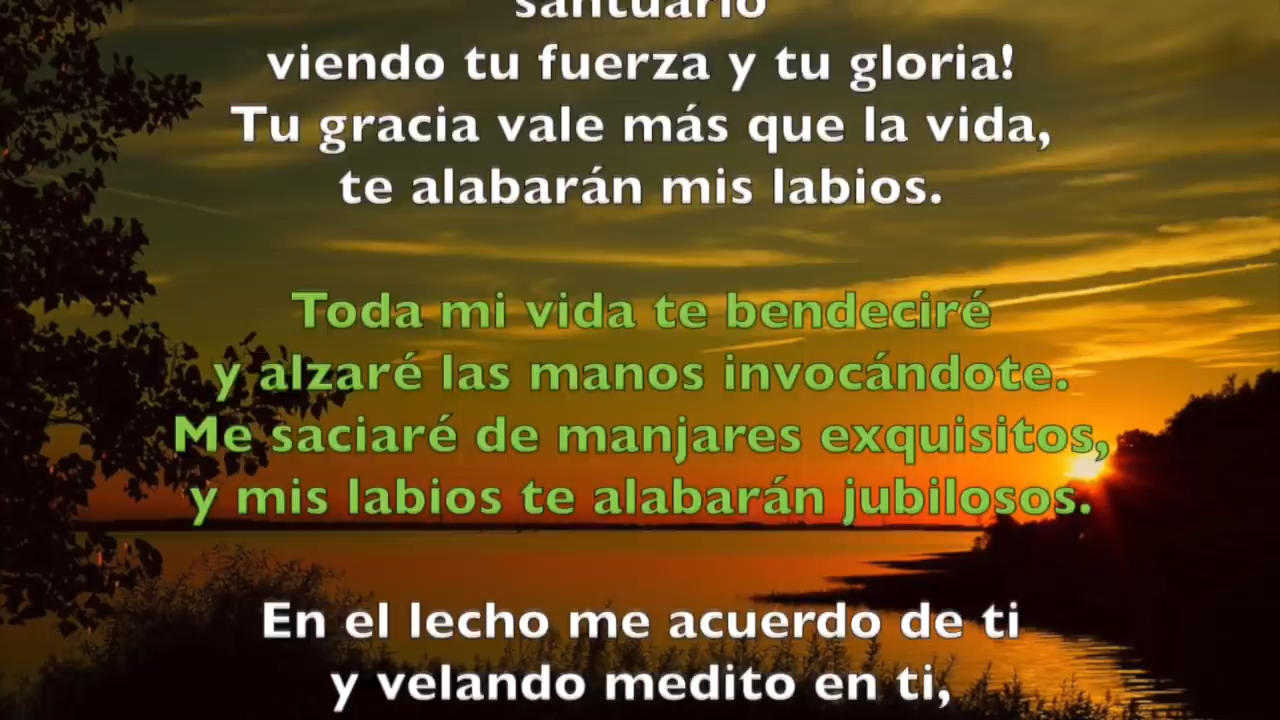 santuario
viendo tu fuerza y tu gloria!
Tu gracia vale más que la vida,
te alabarán mis labios.
Toda mi vida te bendeciré
y alzaré las manos invocándote.
Me saciaré de manjares exquisitos,
y mis labios te alabarán jubilosos.
En el lecho me acuerdo de ti
y velando medito en ti,